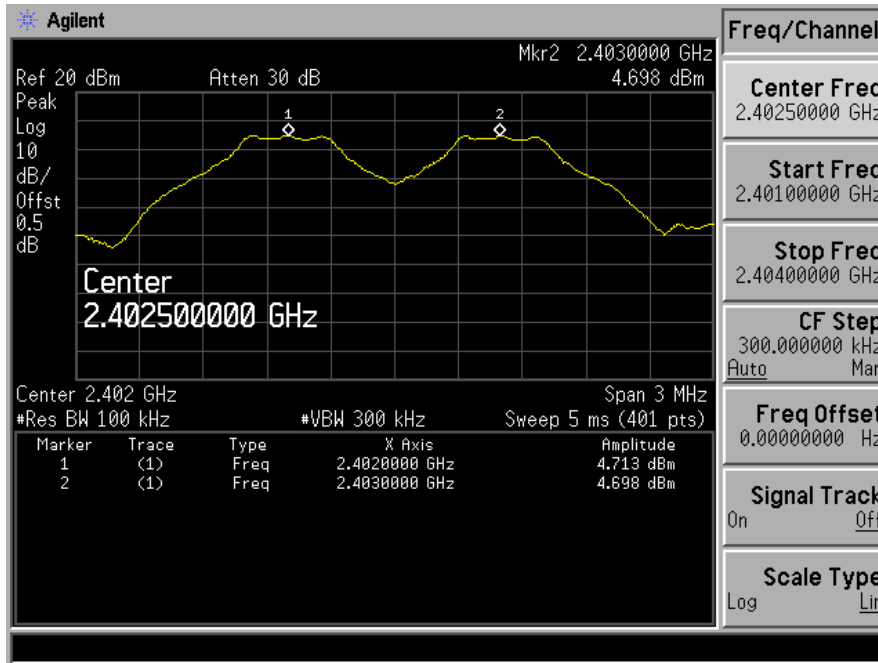 Agilent
Freq/Channel
Mkr2 2.4030000 GHz
Ref 20 dBm Atten 30 dB 4.698 dBm
Peak
Log
10
dB/
Offst
0.5
dB
1
2
Center
2.402500000 GHz
Center 2.402 GHz Span 3 MHz
#Res BW 100 kHz #VBW 300 kHz Sweep 5 ms (401 pts)
Marker Trace Type X Axis Amplitude
1 (1) Freq 2.4020000 GHz 4.713 dBm
2 (1) Freq 2.4030000 GHz 4.698 dBm
Center Freq
2.40250000 GHz
Start Freq
2.40100000 GHz
Stop Freq
2.40400000 GHz
CF Step
300.000000 kHz
Auto Man
Freq Offset
0.00000000 Hz
Signal Track
On Off
Scale Type
Log Lin